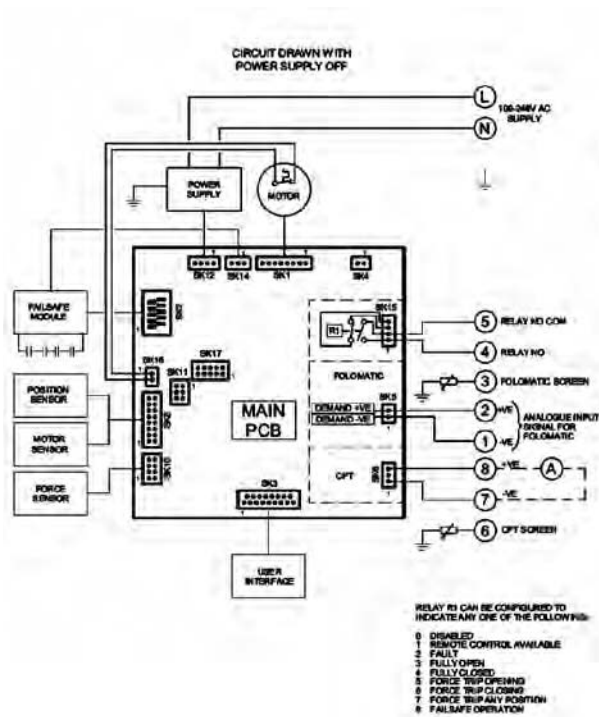 CIRCUIT DRAWN WITH
POWER SUPPLY OFF
L
100-240V AC
SUPPLY
N
POWER
SUPPLY
MOTOR
SK12
SK14
SK1
SK4
FAILSAFE
MODULE
SK15
R1
5
RELAY NO COM
4
RELAY NO
SK16
SK17
SK11
POSITION
SENSOR
MOTOR
SENSOR
FORCE
SENSOR
SK10
MAIN
PCB
FOLOMATIC
SK5
DEMAND +VE
DEMAND -VE
3
FOLOMATIC SCREEN
2
+VE
1
-VE
ANALOGUE INPUT
SIGNAL FOR
FOLOMATIC
CPT
SK6
8
+VE
A
7
-VE
6
CPT SCREEN
SK3
USER
INTERFACE
RELAY R1 CAN BE CONFIGURED TO
INDICATE ANY ONE OF THE FOLLOWING:
0 DISABLED
1 REMOTE CONTROL AVAILABLE
2 FAULT
3 FULLY OPEN
4 FULLY CLOSED
5 FORCE TRIP OPENING
6 FORCE TRIP CLOSING
7 FORCE TRIP ANY POSITION
8 FAILSAFE OPERATION